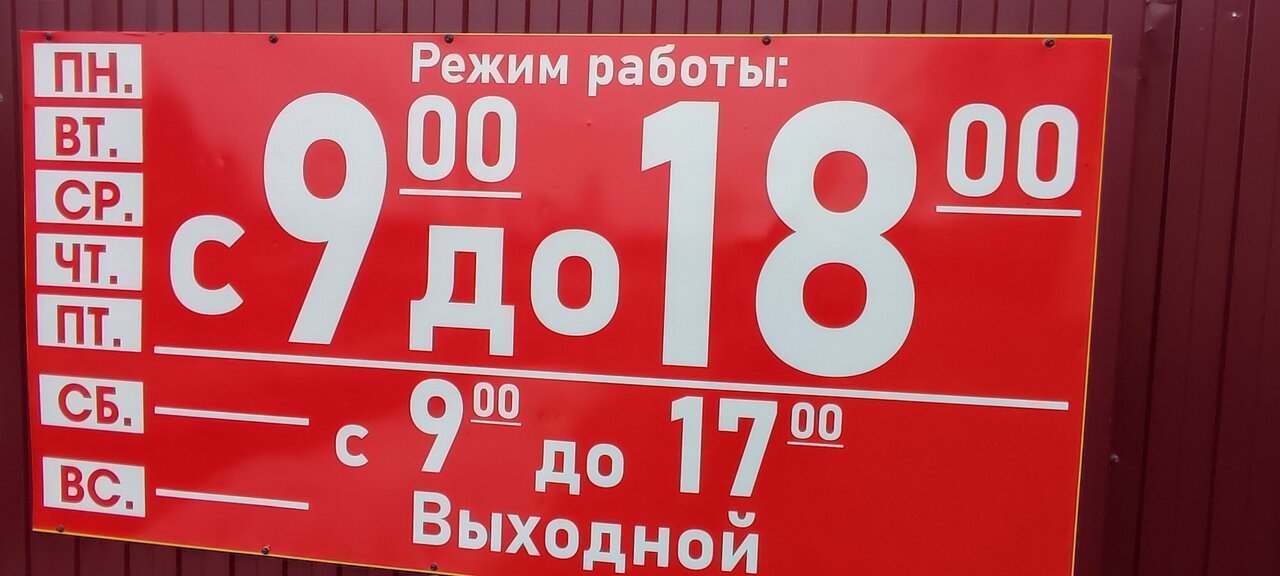 Режим работы:
ПН.
ВТ.
СР.
ЧТ.
ПТ.
с 9 00 до 18 00
СБ. с 9 00 до 17 00
ВС. Выходной